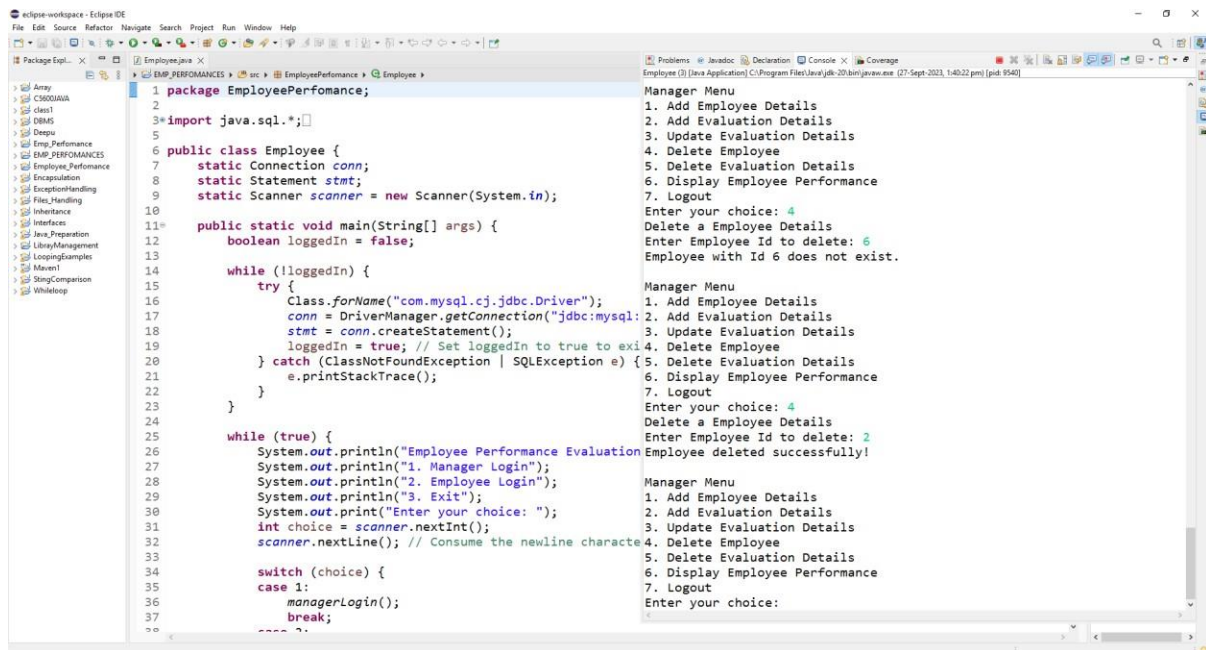 eclipse-workspace - Eclipse IDE
File Edit Source Refactor Navigate Search Project Run Window Help
Package Expl...
Array
CS600JAVA
class1
DBMS
Deepu
Emp_Perfomance
EMP_PERFOMANCES
Employee_Perfomance
Encapsulation
ExceptionHandling
Files_Handling
Inheritance
Interfaces
Java_Preparation
LibrayManagement
LoopingExamples
Maven1
StingComparison
Whileloop
Employee.java
EMP_PERFOMANCES src EmployeePerfomance Employee
1 package EmployeePerfomance;
2
3 import java.sql.*;
5
6 public class Employee {
7 static Connection conn;
8 static Statement stmt;
9 static Scanner scanner = new Scanner(System.in);
10
11 public static void main(String[] args) {
12 boolean loggedIn = false;
13
14 while (!loggedIn) {
15 try {
16 Class.forName("com.mysql.cj.jdbc.Driver");
17 conn = DriverManager.getConnection("jdbc:mysql:
18 stmt = conn.createStatement();
19 loggedIn = true; // Set loggedIn to true to exi
20 } catch (ClassNotFoundException | SQLException e) {
21 e.printStackTrace();
22 }
23 }
24
25 while (true) {
26 System.out.println("Employee Performance Evaluation
27 System.out.println("1. Manager Login");
28 System.out.println("2. Employee Login");
29 System.out.println("3. Exit");
30 System.out.print("Enter your choice: ");
31 int choice = scanner.nextInt();
32 scanner.nextLine(); // Consume the newline characte
33
34 switch (choice) {
35 case 1:
36 managerLogin();
37 break;
Problems Javadoc Declaration Console Coverage
Employee (3) [Java Application] C:\Program Files\Java\jdk-20\bin\javaw.exe (27-Sept-2023, 1:40:22 pm) [pid: 9540]
Manager Menu
1. Add Employee Details
2. Add Evaluation Details
3. Update Evaluation Details
4. Delete Employee
5. Delete Evaluation Details
6. Display Employee Performance
7. Logout
Enter your choice: 4
Delete a Employee Details
Enter Employee Id to delete: 6
Employee with Id 6 does not exist.
Manager Menu
1. Add Employee Details
2. Add Evaluation Details
3. Update Evaluation Details
4. Delete Employee
5. Delete Evaluation Details
6. Display Employee Performance
7. Logout
Enter your choice: 4
Delete a Employee Details
Enter Employee Id to delete: 2
Employee deleted successfully!
Manager Menu
1. Add Employee Details
2. Add Evaluation Details
3. Update Evaluation Details
4. Delete Employee
5. Delete Evaluation Details
6. Display Employee Performance
7. Logout
Enter your choice: